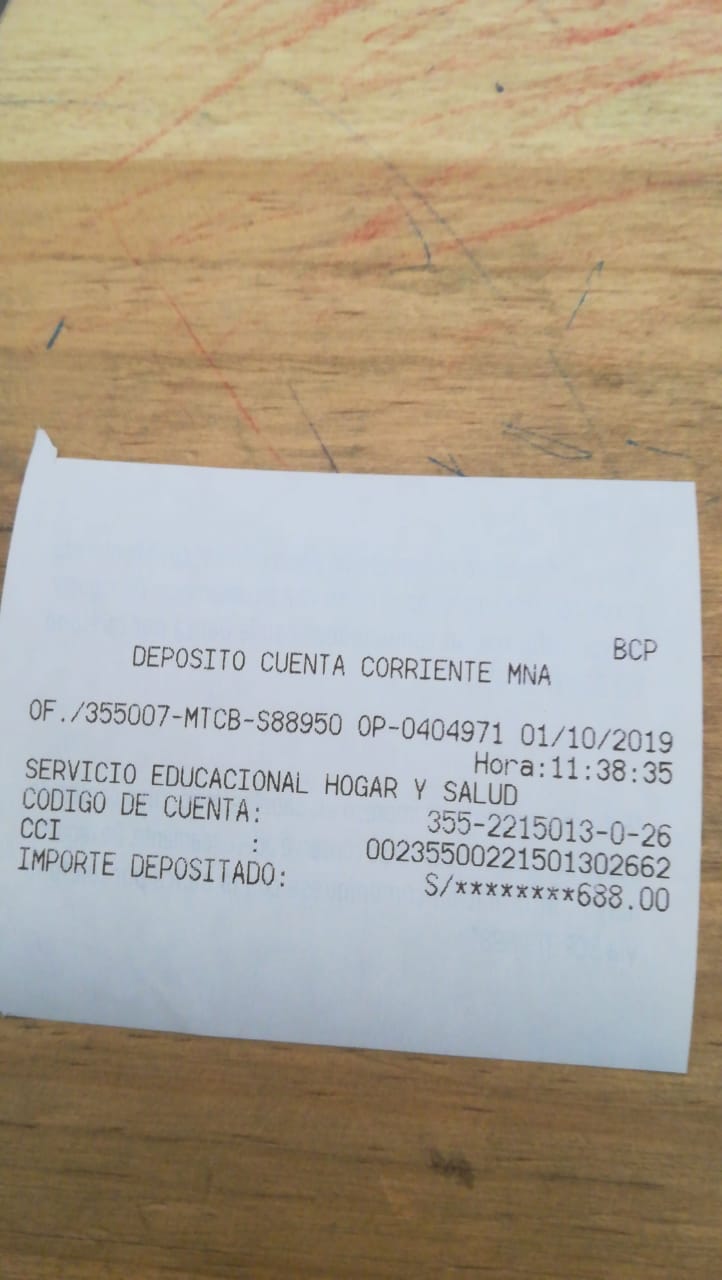 BCP
DEPOSITO CUENTA CORRIENTE MNA
OF./355007-MTCB-S88950 OP-0404971 01/10/2019
Hora:11:38:35
SERVICIO EDUCACIONAL HOGAR Y SALUD
CODIGO DE CUENTA: 355-2215013-0-26
CCI : 00235500221501302662
IMPORTE DEPOSITADO: S/********688.00